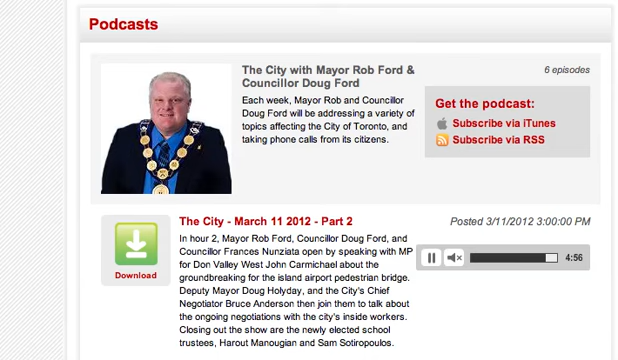 Podcasts
The City with Mayor Rob Ford &
Councillor Doug Ford
6 episodes
Each week, Mayor Rob and Councillor
Doug Ford will be addressing a variety of
topics affecting the City of Toronto, and
taking phone calls from its citizens.
Get the podcast:
Subscribe via iTunes
Subscribe via RSS
The City - March 11 2012 - Part 2
Posted 3/11/2012 3:00:00 PM
In hour 2, Mayor Rob Ford, Councillor Doug Ford, and
Councillor Frances Nunziata open by speaking with MP
for Don Valley West John Carmichael about the
groundbreaking for the island airport pedestrian bridge.
Deputy Mayor Doug Holyday, and the City's Chief
Negotiator Bruce Anderson then join them to talk about
the ongoing negotiations with the city's inside workers.
Closing out the show are the newly elected school
trustees, Harout Manougian and Sam Sotiropoulos.
Download
4:56